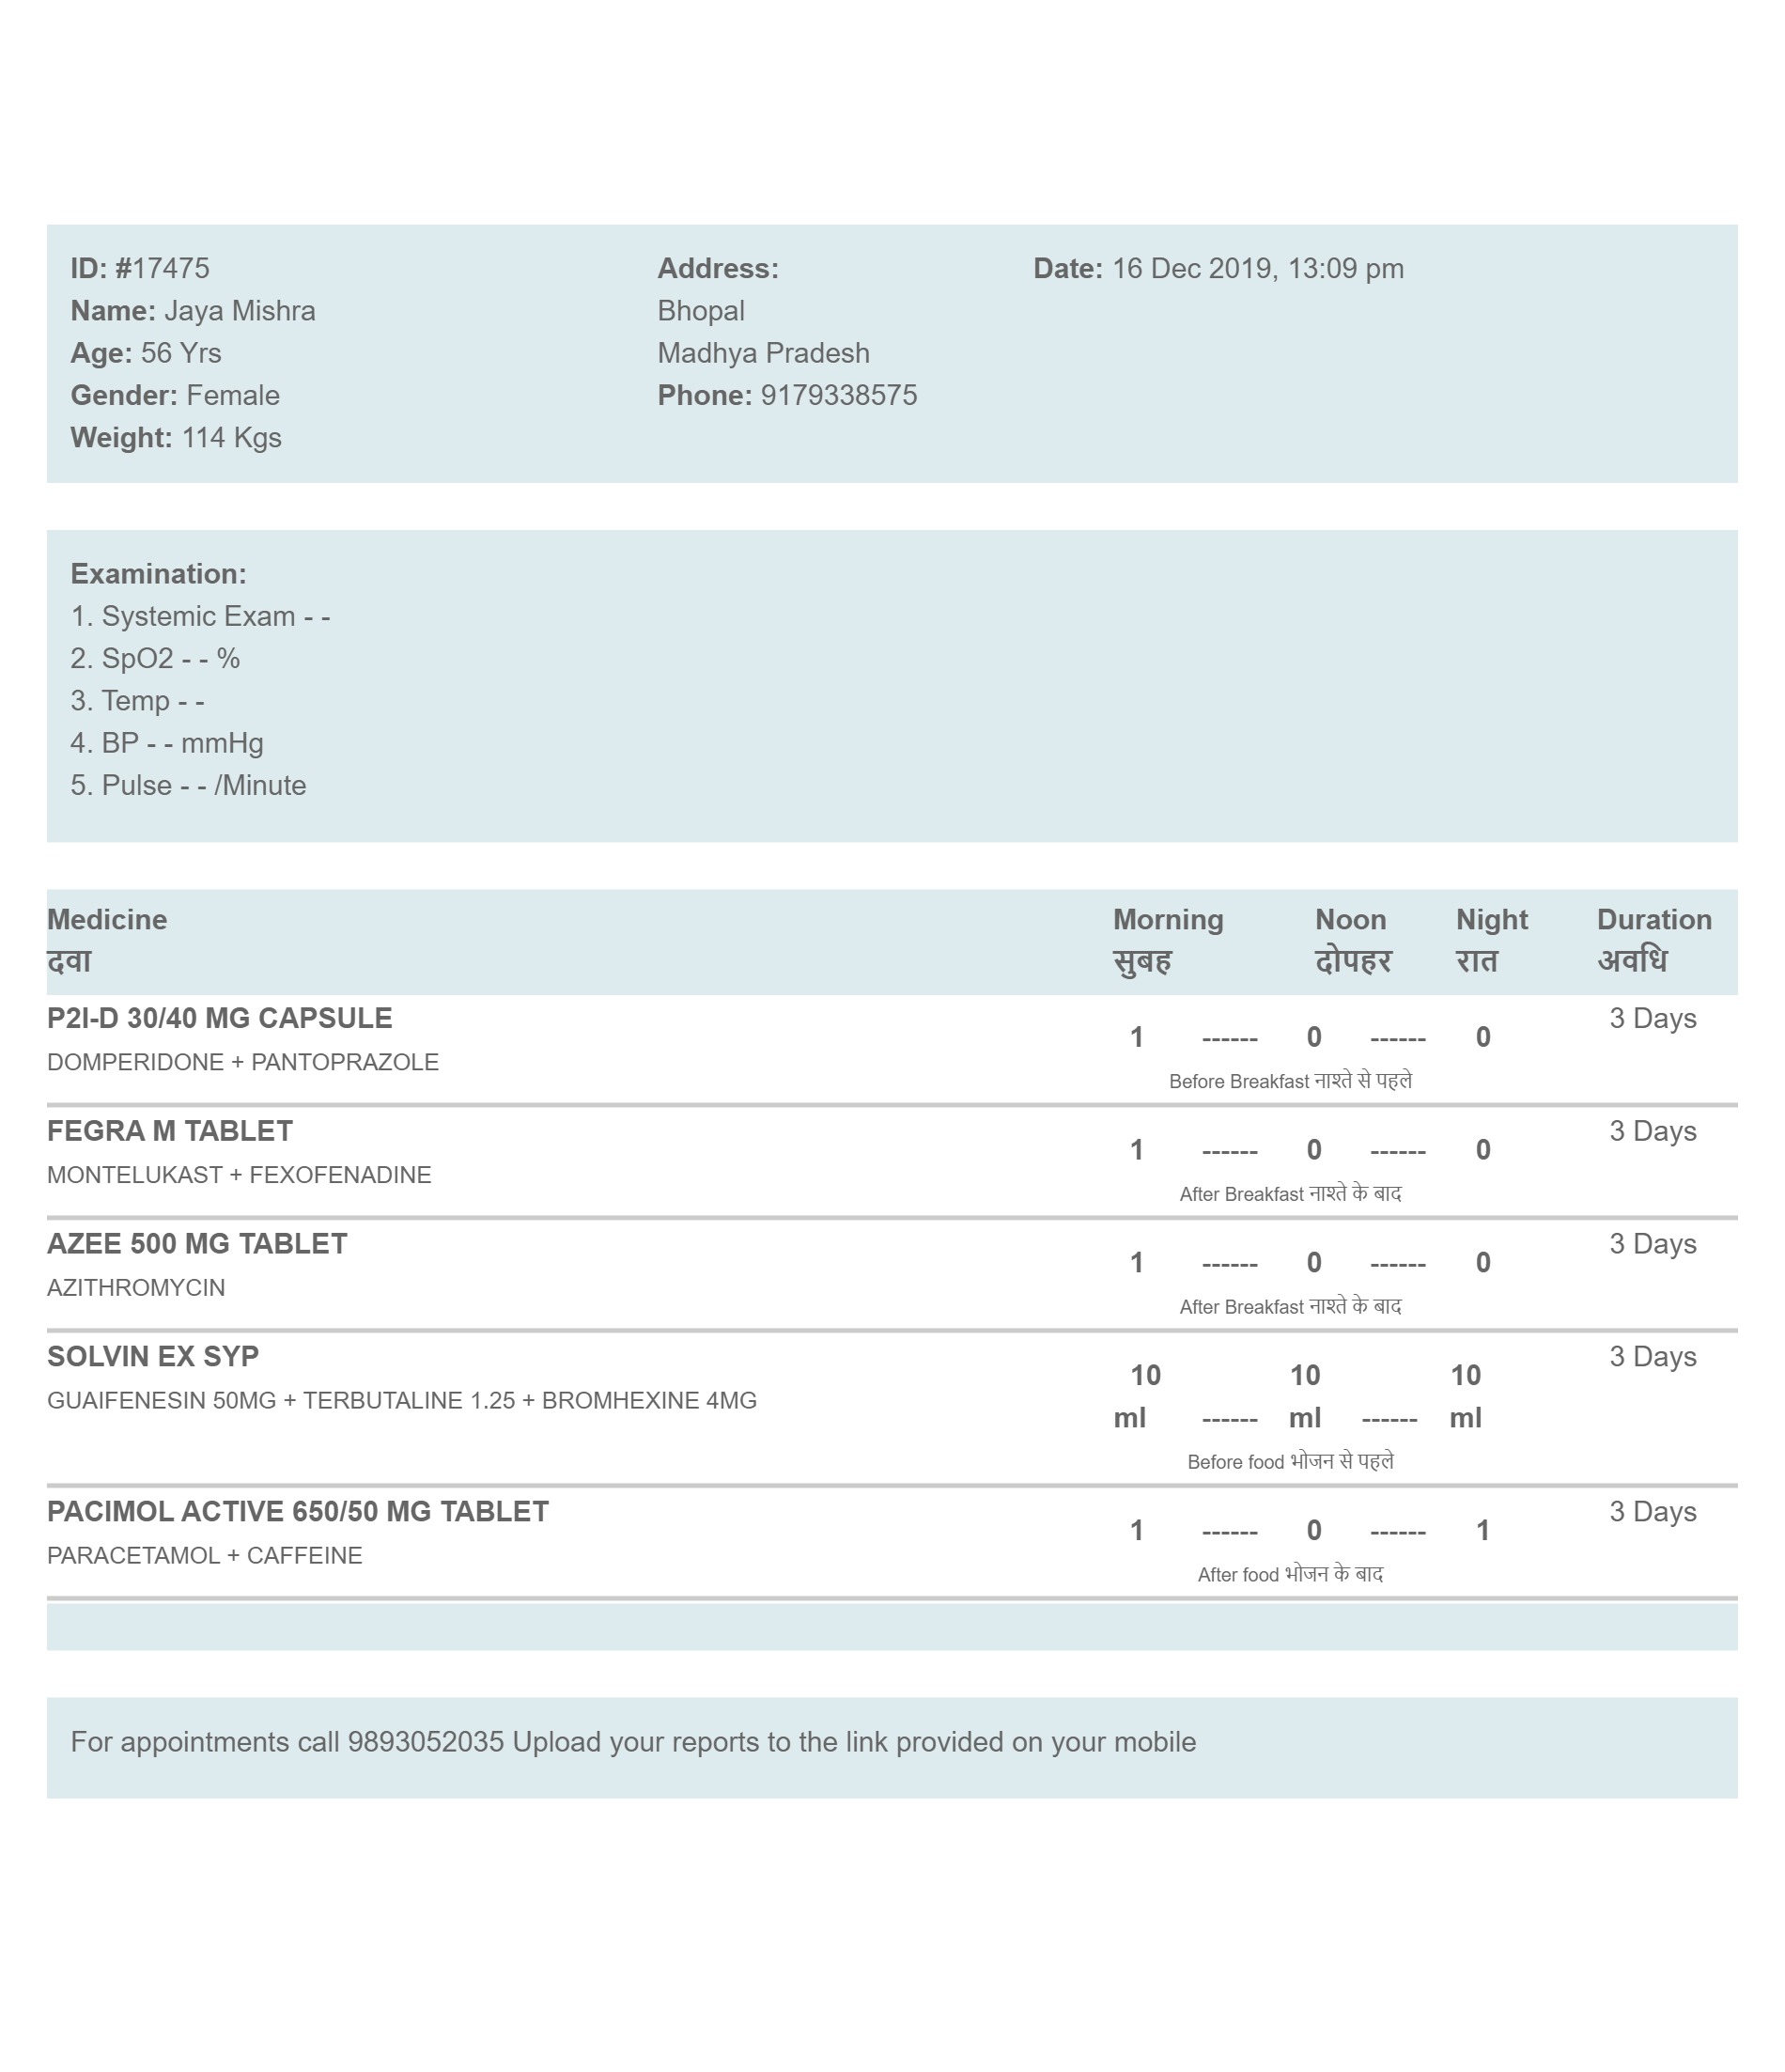 ID: #17475
Name: Jaya Mishra
Age: 56 Yrs
Gender: Female
Weight: 114 Kgs
Address:
Bhopal
Madhya Pradesh
Phone: 9179338575
Date: 16 Dec 2019, 13:09 pm
Examination:
1. Systemic Exam - -
2. SpO2 - - %
3. Temp - -
4. BP - - mmHg
5. Pulse - - /Minute
Medicine Morning Noon Night Duration
दवा सुबह दोपहर रात अवधि
P2I-D 30/40 MG CAPSULE 3 Days
1 ------ 0 ------ 0
DOMPERIDONE + PANTOPRAZOLE
Before Breakfast नाश्ते से पहले
FEGRA M TABLET 3 Days
1 ------ 0 ------ 0
MONTELUKAST + FEXOFENADINE
After Breakfast नाश्ते के बाद
AZEE 500 MG TABLET 3 Days
1 ------ 0 ------ 0
AZITHROMYCIN
After Breakfast नाश्ते के बाद
SOLVIN EX SYP 3 Days
10 10 10
GUAIFENESIN 50MG + TERBUTALINE 1.25 + BROMHEXINE 4MG
ml ------ ml ------ ml
Before food भोजन से पहले
PACIMOL ACTIVE 650/50 MG TABLET 3 Days
1 ------ 0 ------ 1
PARACETAMOL + CAFFEINE
After food भोजन के बाद
For appointments call 9893052035 Upload your reports to the link provided on your mobile